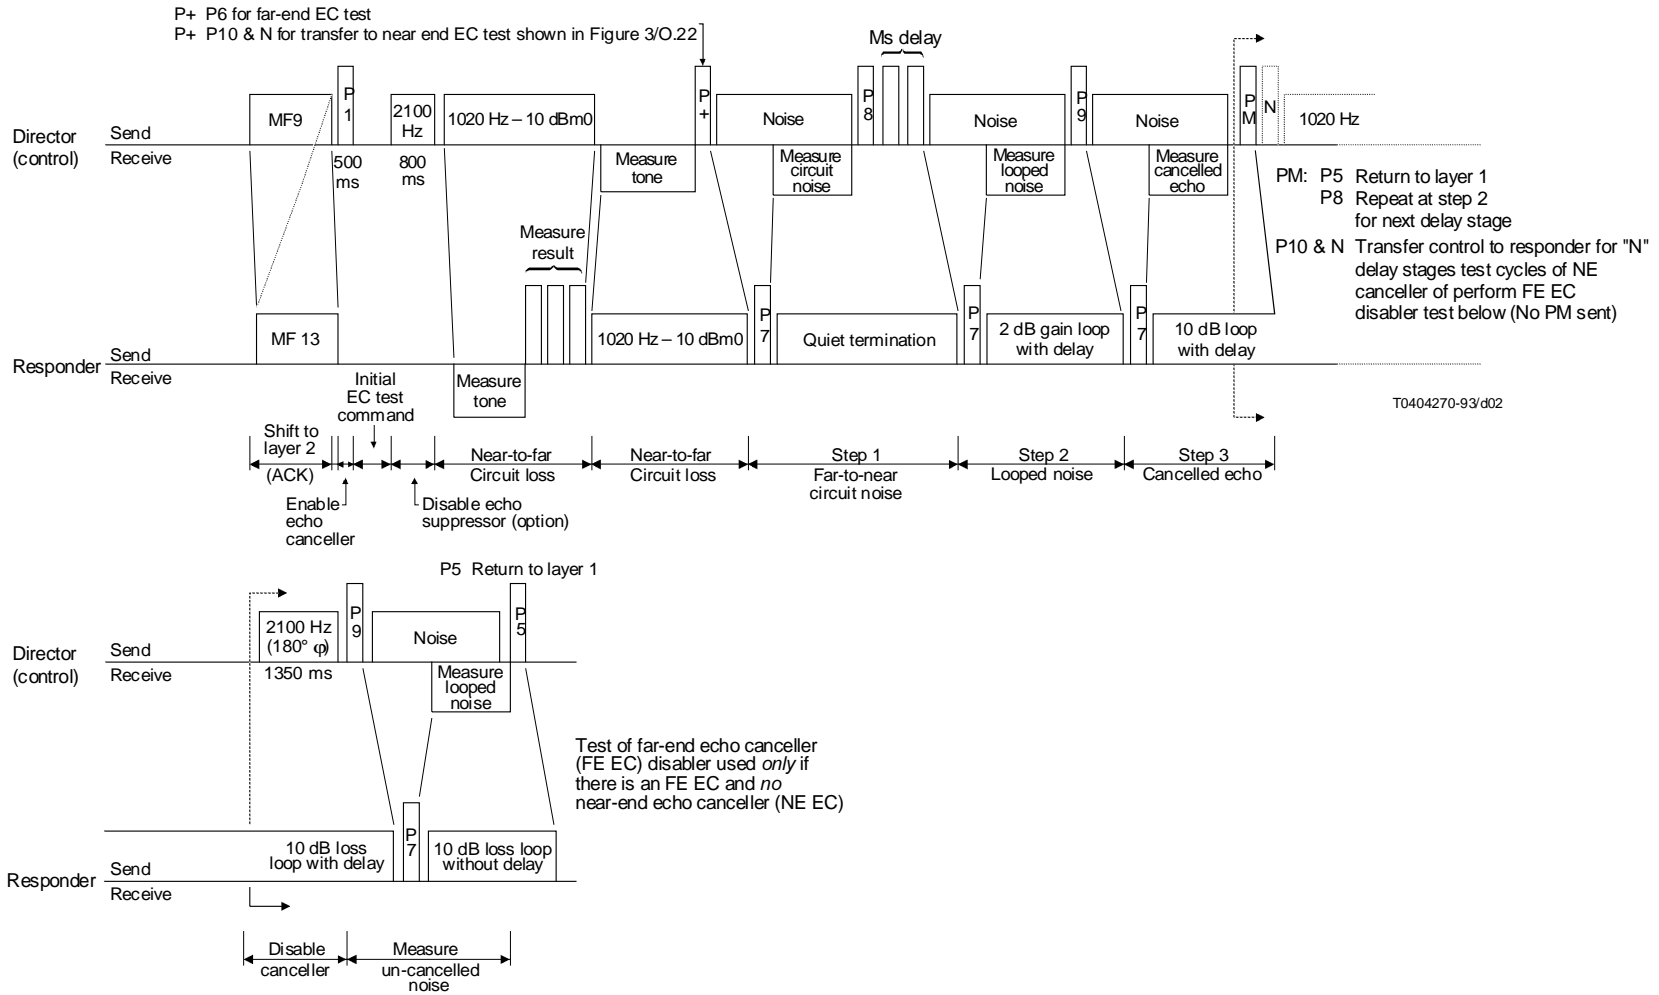 P+ P6 for far-end EC test
P+ P10 & N for transfer to near end EC test shown in Figure 3/O.22
Ms delay
Director
(control)
Send
Receive
MF9
P
1
500
ms
2100
Hz
800
ms
1020 Hz – 10 dBm0
Measure
tone
P
+
Noise
Measure
circuit
noise
P
8
Noise
Measure
looped
noise
P
9
Noise
Measure
cancelled
echo
P
M
N
1020 Hz
PM: P5 Return to layer 1
P8 Repeat at step 2
for next delay stage
P10 & N Transfer control to responder for "N"
delay stages test cycles of NE
canceller of perform FE EC
disabler test below (No PM sent)
Measure
result
Responder
Send
Receive
MF 13
Measure
tone
1020 Hz – 10 dBm0
P
7
Quiet termination
P
7
2 dB gain loop
with delay
P
7
10 dB loop
with delay
T0404270-93/d02
Initial
EC test
command
Shift to
layer 2
(ACK)
Near-to-far
Circuit loss
Near-to-far
Circuit loss
Step 1
Far-to-near
circuit noise
Step 2
Looped noise
Step 3
Cancelled echo
Enable
echo
canceller
Disable echo
suppressor (option)
P5 Return to layer 1
Director
(control)
Send
Receive
2100 Hz
(180° φ)
1350 ms
P
9
Noise
Measure
looped
noise
P
5
Test of far-end echo canceller
(FE EC) disabler used only if
there is an FE EC and no
near-end echo canceller (NE EC)
Responder
Send
Receive
10 dB loss
loop with delay
P
7
10 dB loss loop
without delay
Disable
canceller
Measure
un-cancelled
noise